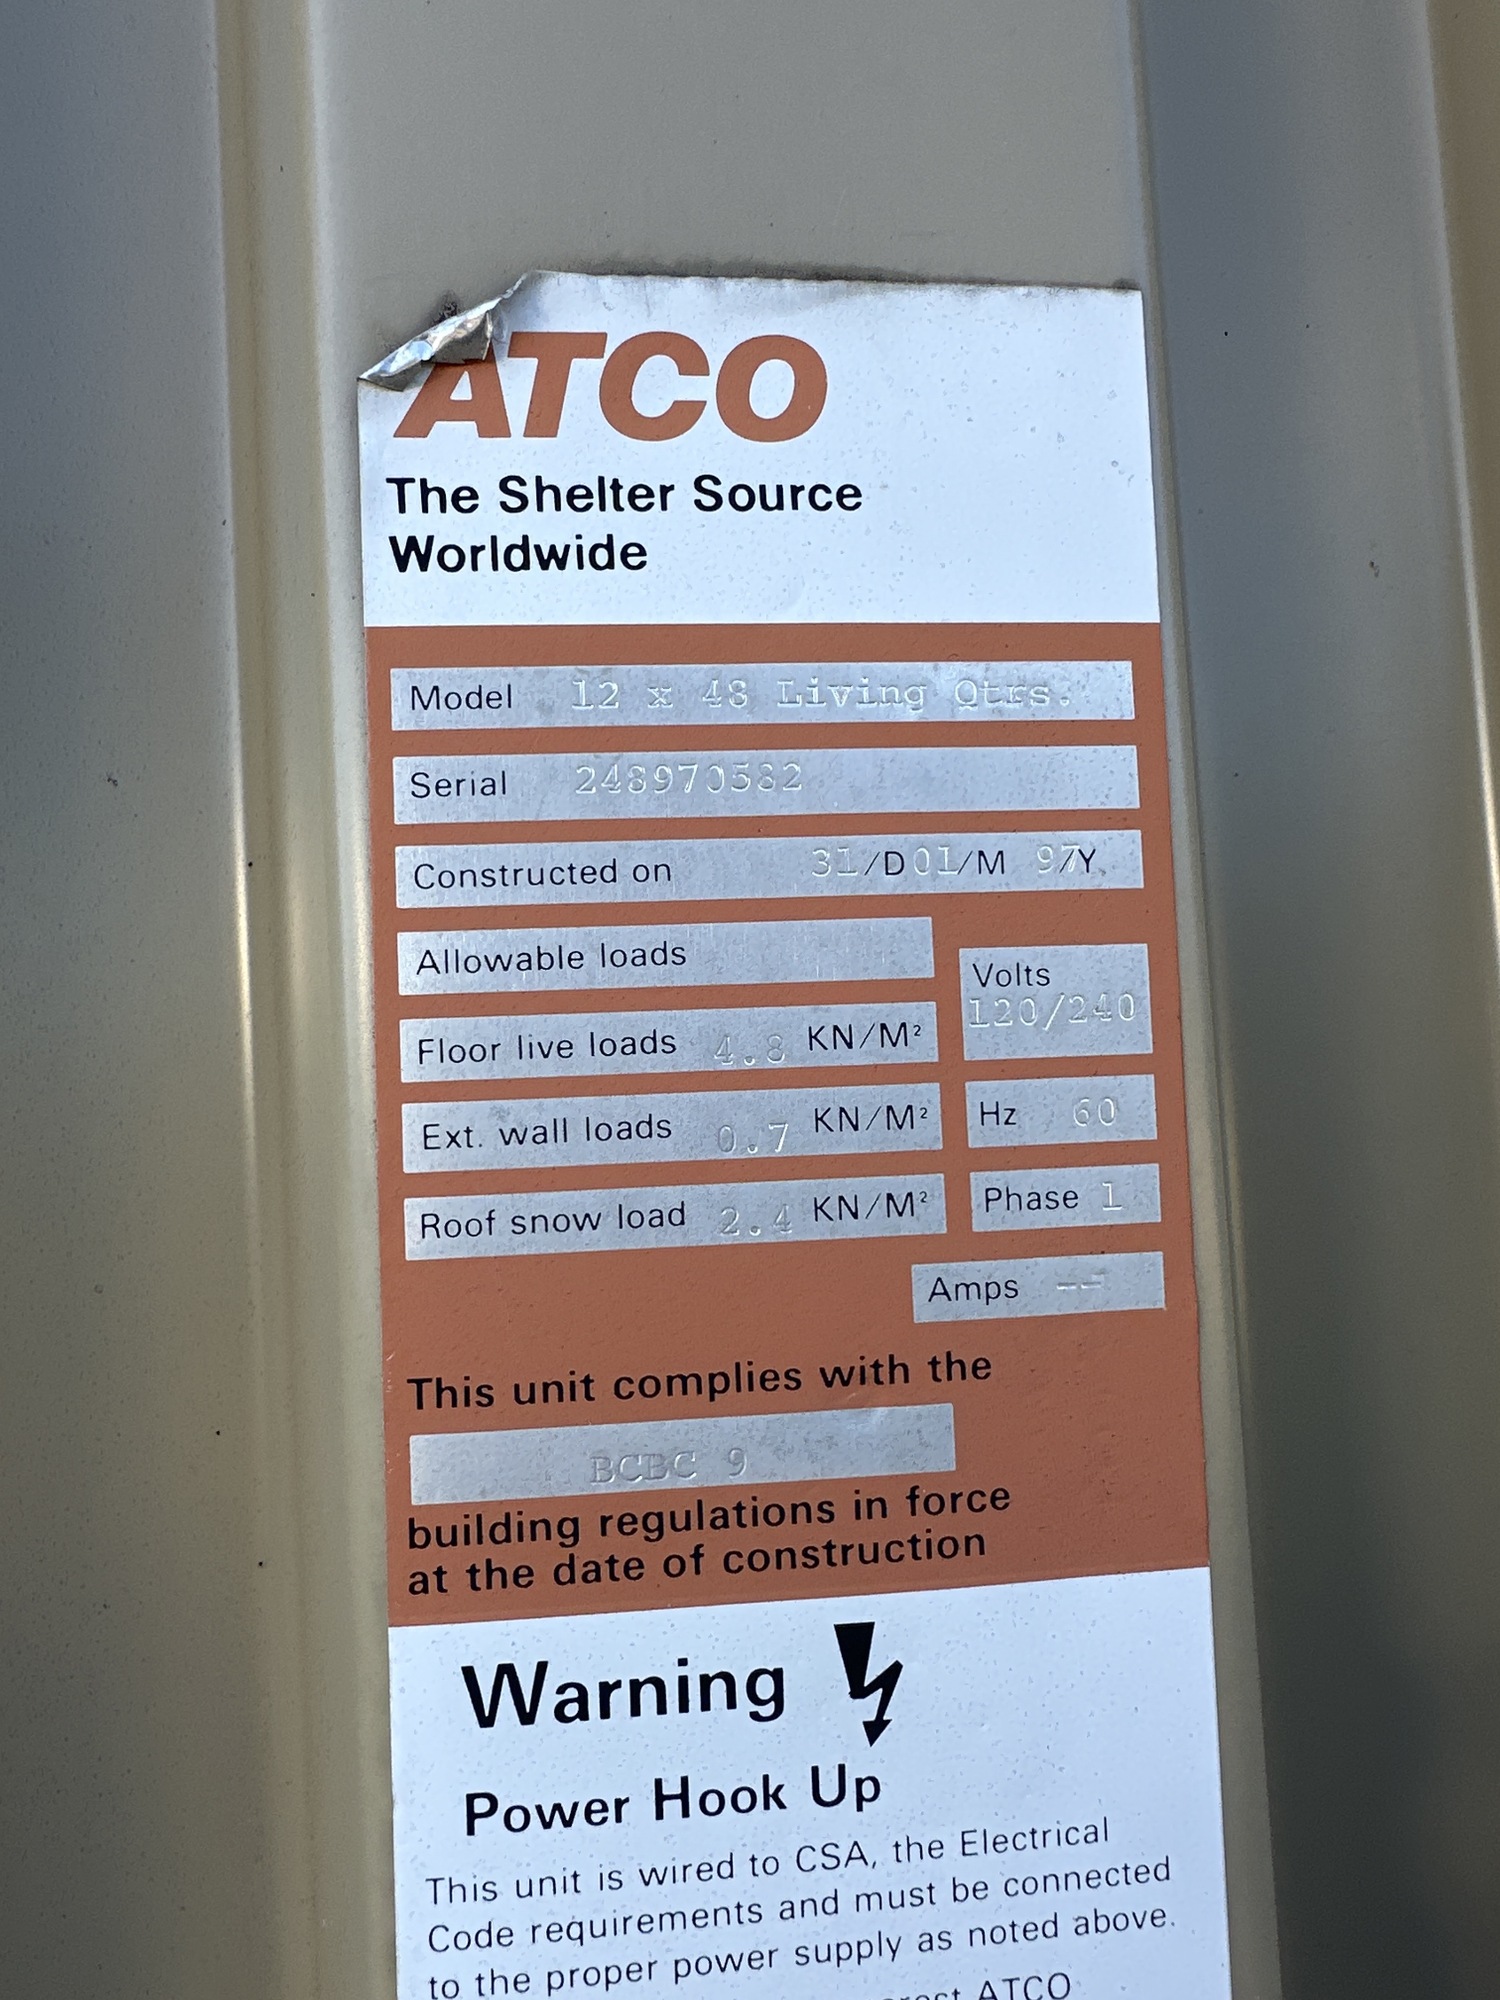 ATCO
The Shelter Source
Worldwide
Model 12 x 48 Living Qtrs.
Serial 248970582
Constructed on 31/D 01/M 97Y
Allowable loads
Volts
120/240
Floor live loads 4.8 KN/M²
Ext. wall loads 0.7 KN/M²
Hz 60
Roof snow load 2.4 KN/M²
Phase 1
Amps --
This unit complies with the
BCBC 9
building regulations in force
at the date of construction
Warning
Power Hook Up
This unit is wired to CSA, the Electrical
Code requirements and must be connected
to the proper power supply as noted above.
ATCO